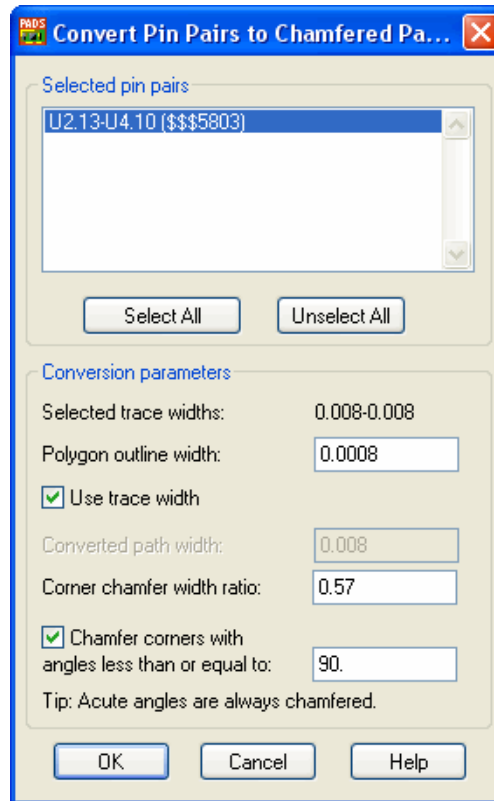 PADS
Convert Pin Pairs to Chamfered Pa...
Selected pin pairs
U2.13-U4.10 ($$$5803)
Select All
Unselect All
Conversion parameters
Selected trace widths: 0.008-0.008
Polygon outline width: 0.0008
Use trace width
Converted path width: 0.008
Corner chamfer width ratio: 0.57
Chamfer corners with
angles less than or equal to: 90.
Tip: Acute angles are always chamfered.
OK
Cancel
Help